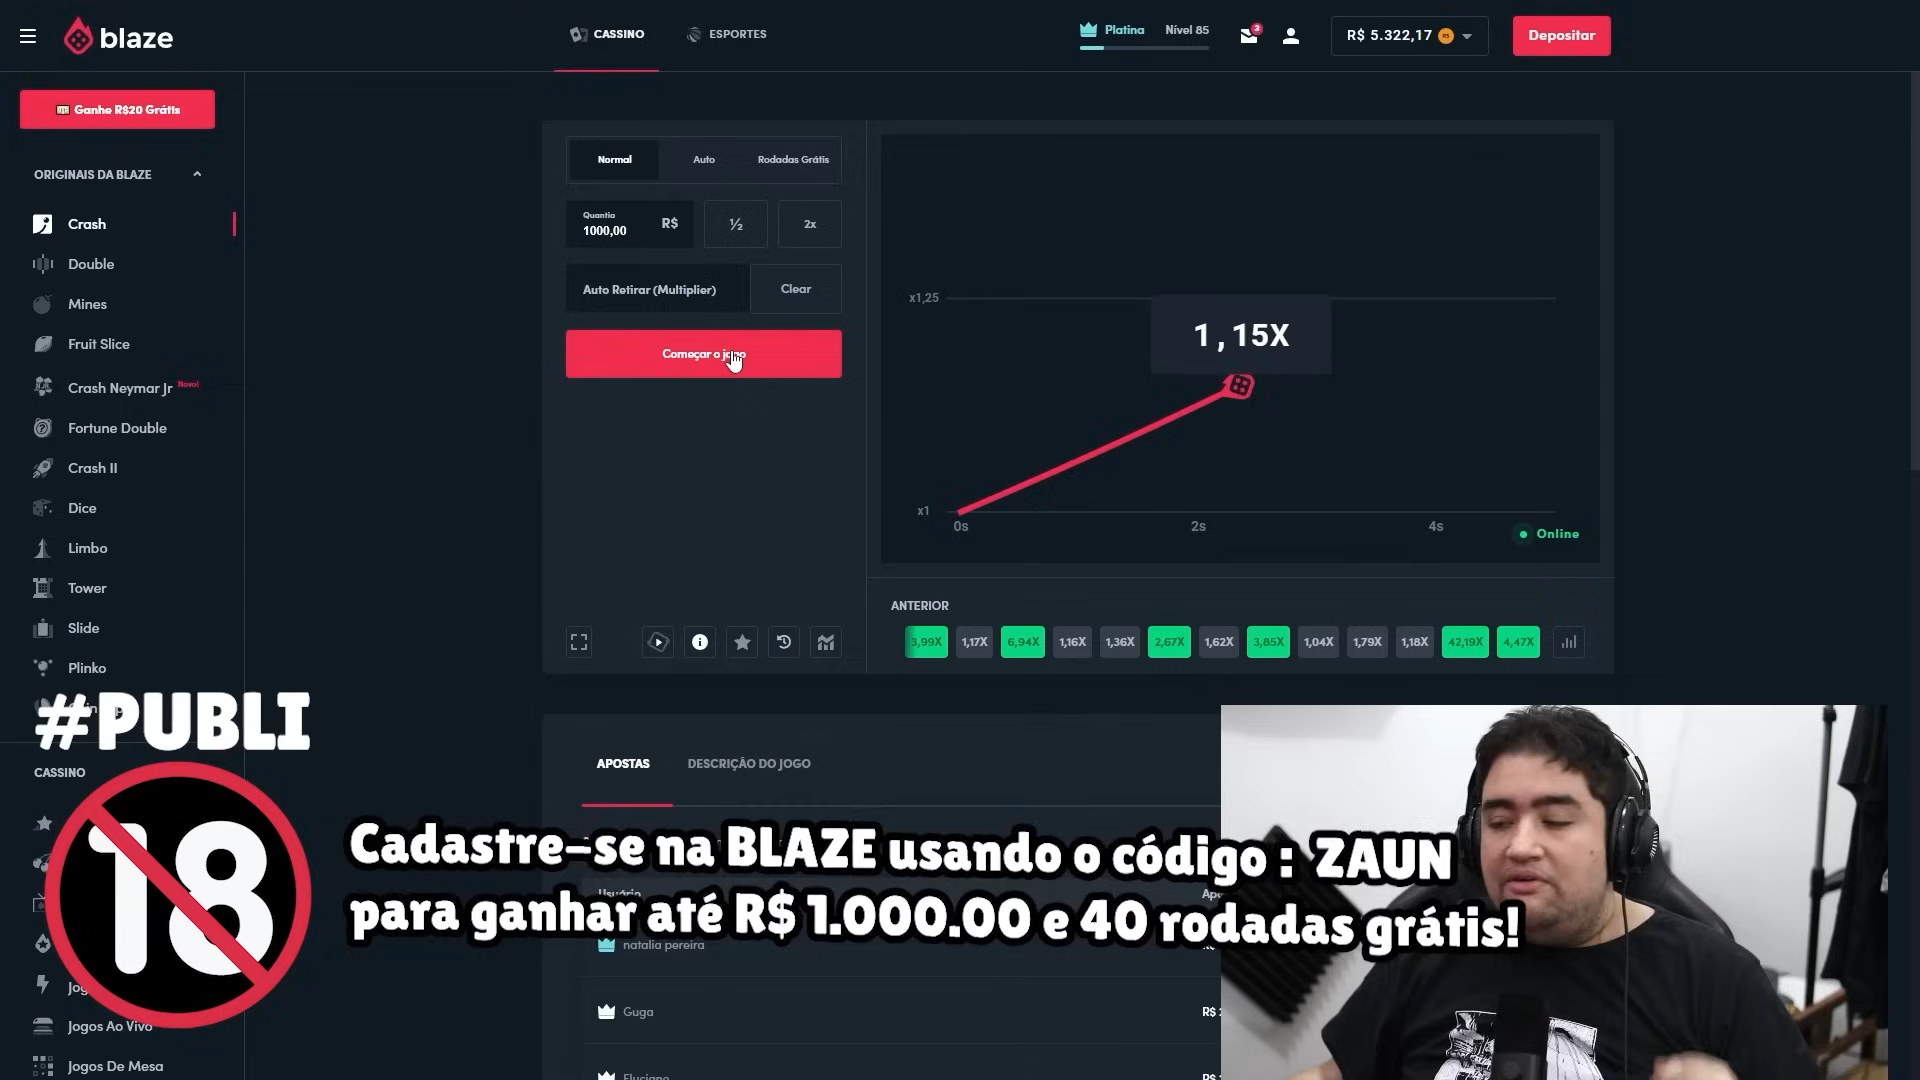 blaze
CASSINO
ESPORTES
Platina
Nível 85
3
R$ 5.322,17
R$
Depositar
Ganhe R$20 Grátis
ORIGINAIS DA BLAZE
Crash
Double
Mines
Fruit Slice
Crash Neymar Jr
Novo!
Fortune Double
Crash II
Dice
Limbo
Tower
Slide
Plinko
CASSINO
Jogos Ao Vivo
Jogos De Mesa
Normal
Auto
Rodadas Grátis
Quantia
1000,00
R$
½
2x
Auto Retirar (Multiplier)
Clear
Começar o jogo
x1,25
1,15X
x1
0s
2s
4s
Online
ANTERIOR
3,99X
1,17X
6,94X
1,16X
1,36X
2,67X
1,62X
3,85X
1,04X
1,79X
1,18X
42,19X
4,47X
APOSTAS
DESCRIÇÃO DO JOGO
Usuário
natalia pereira
Guga
R$
Eluciano
R$
#PUBLI
18
Cadastre-se na BLAZE usando o código : ZAUN
para ganhar até R$ 1.000.00 e 40 rodadas grátis!